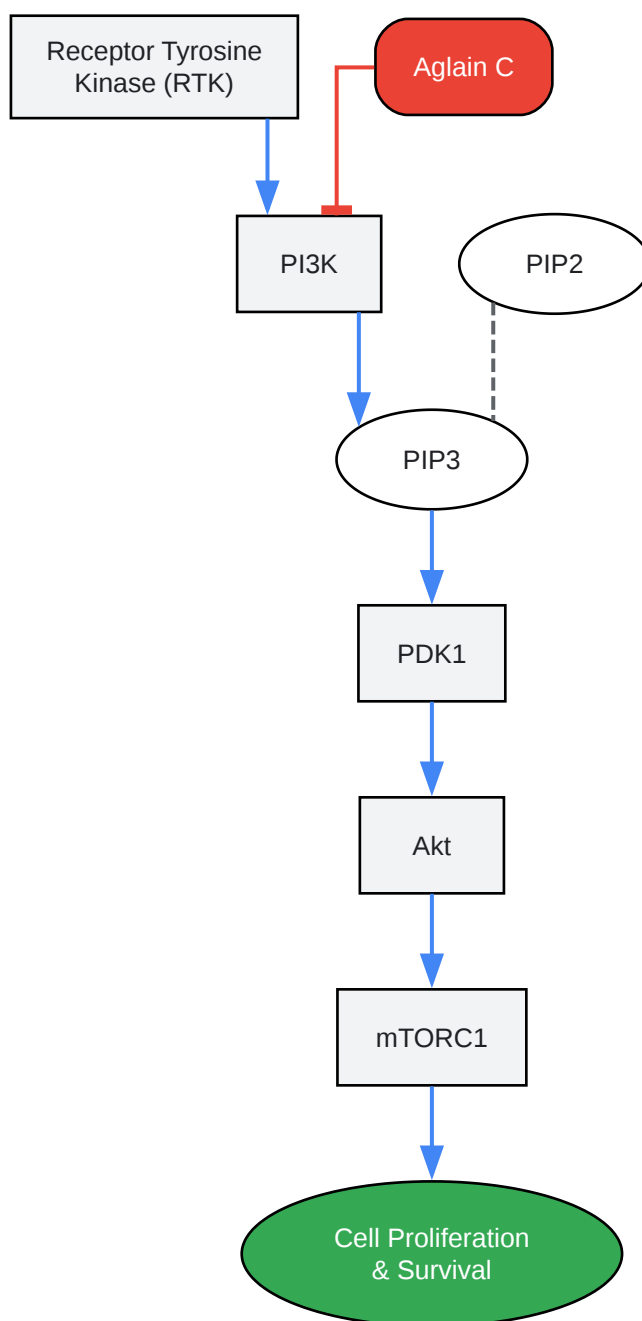 Receptor Tyrosine
Kinase (RTK)
Aglain C
PI3K
PIP2
PIP3
PDK1
Akt
mTORC1
Cell Proliferation
& Survival